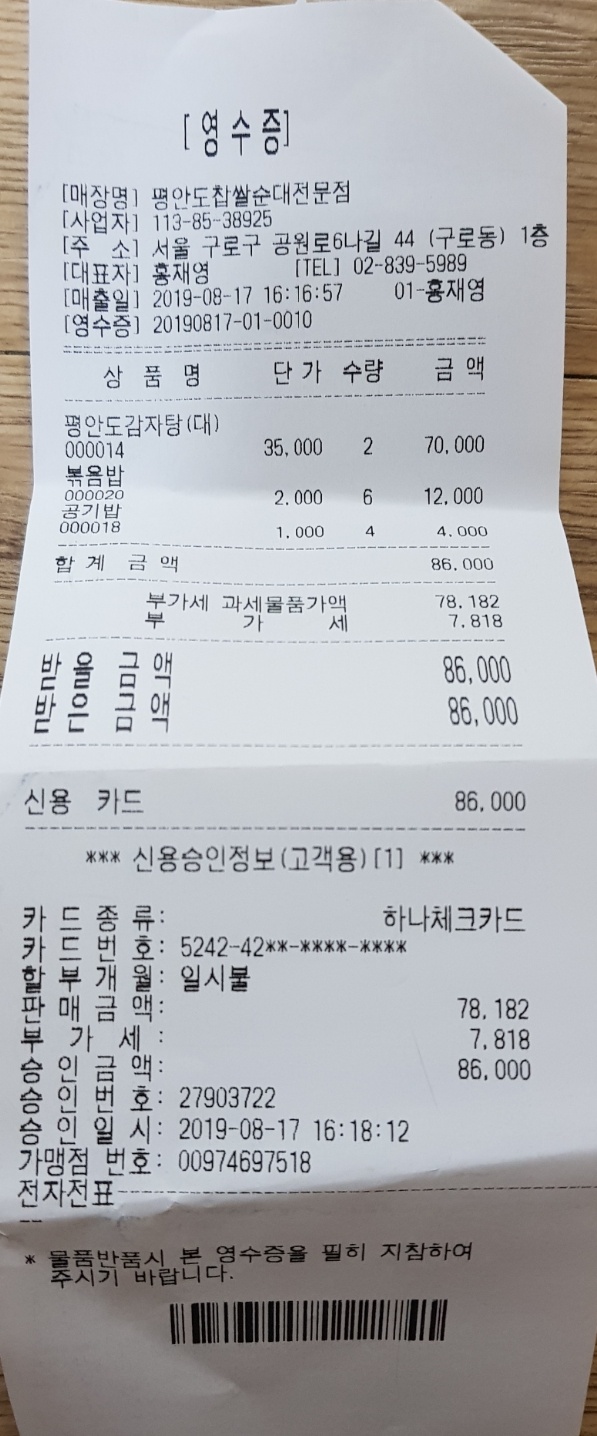 [영수증]
[매장명] 평안도찹쌀순대전문점
[사업자] 113-85-38925
[주 소] 서울 구로구 공원로6나길 44 (구로동) 1층
[대표자] 홍재영 [TEL] 02-839-5989
[매출일] 2019-08-17 16:16:57 01-홍재영
[영수증] 20190817-01-0010
상 품 명 단 가 수량 금 액
평안도감자탕(대)
000014 35,000 2 70,000
볶음밥
000020 2,000 6 12,000
공기밥
000018 1,000 4 4,000
합 계 금 액 86,000
부가세 과세물품가액 78,182
부 가 세 7,818
받 을 금 액 86,000
받 은 금 액 86,000
신용 카드 86,000
*** 신용승인정보(고객용)[1] ***
카 드 종 류: 하나체크카드
카 드 번 호: 5242-42**-****-****
할 부 개 월: 일시불
판 매 금 액: 78,182
부 가 세 : 7,818
승 인 금 액: 86,000
승 인 번 호: 27903722
승 인 일 시: 2019-08-17 16:18:12
가맹점 번호: 00974697518
전자전표
* 물품반품시 본 영수증을 필히 지참하여
주시기 바랍니다.